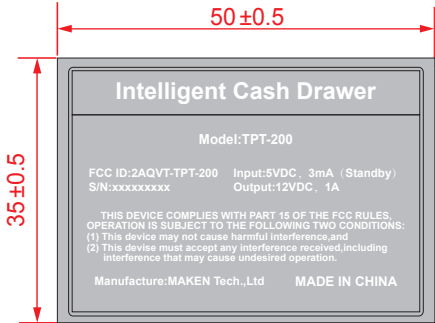 50±0.5
35±0.5
Intelligent Cash Drawer
Model:TPT-200
FCC ID:2AQVT-TPT-200 Input:5VDC, 3mA (Standby)
S/N:xxxxxxxxx Output:12VDC, 1A
THIS DEVICE COMPLIES WITH PART 15 OF THE FCC RULES,
OPERATION IS SUBJECT TO THE FOLLOWING TWO CONDITIONS:
(1) This device may not cause harmful interference,and
(2) This devise must accept any interference received,including
interference that may cause undesired operation.
Manufacture:MAKEN Tech.,Ltd MADE IN CHINA